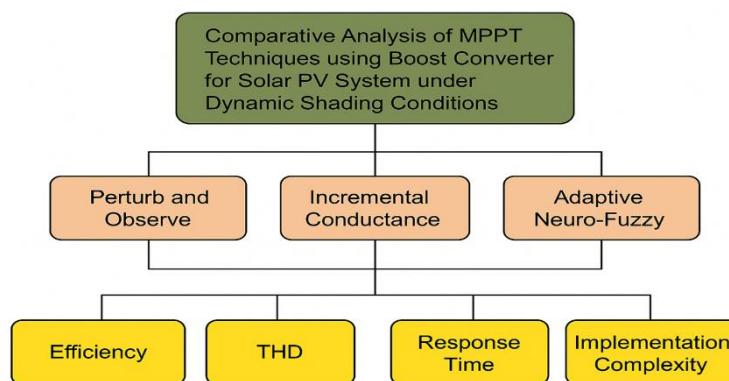 Comparative Analysis of MPPT
Techniques using Boost Converter
for Solar PV System under
Dynamic Shading Conditions
Perturb and
Observe
Incremental
Conductance
Adaptive
Neuro-Fuzzy
Efficiency
THD
Response
Time
Implementation
Complexity